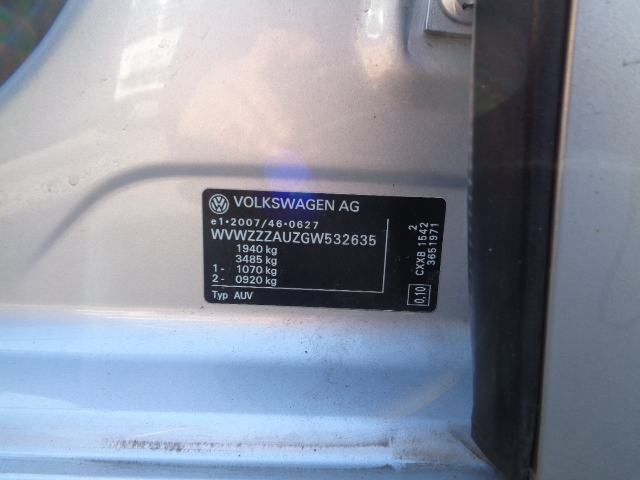 VOLKSWAGEN AG
e1*2007/46*0627
WVWZZZAUZGW532635
1940 kg
3485 kg
1- 1070 kg
2- 0920 kg
Typ AUV
2
CXXB 1542
3651971
0,10